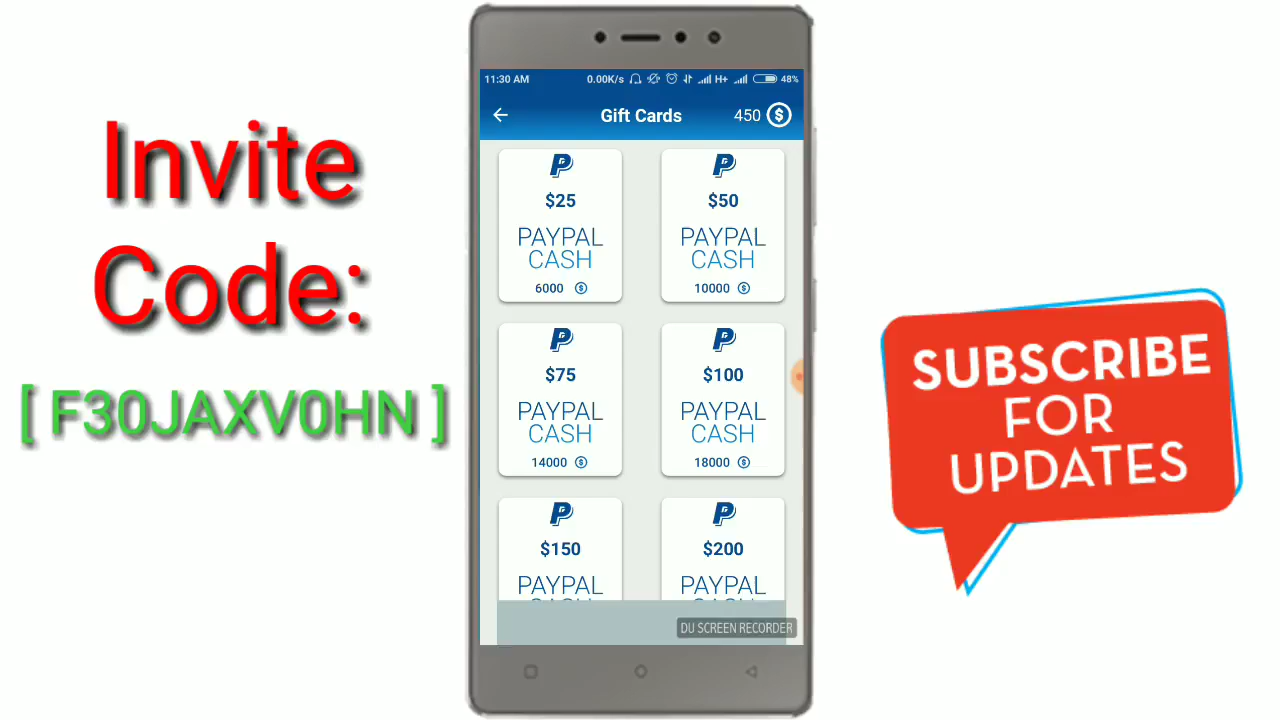 Invite
Code:
[ F30JAXV0HN ]
11:30 AM 0.00K/s H+ 48%
Gift Cards 450
$25 $50
PAYPAL PAYPAL
CASH CASH
6000 10000
$75 $100
PAYPAL PAYPAL
CASH CASH
14000 18000
$150 $200
PAYPAL PAYPAL
CASH CASH
DU SCREEN RECORDER
SUBSCRIBE
FOR
UPDATES